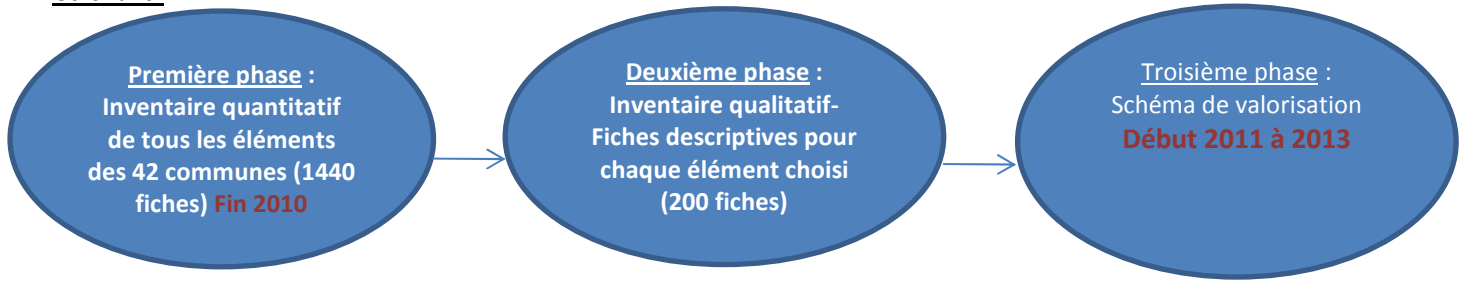 Première phase :
Inventaire quantitatif
de tous les éléments
des 42 communes (1440
fiches) Fin 2010
Deuxième phase :
Inventaire qualitatif-
Fiches descriptives pour
chaque élément choisi
(200 fiches)
Troisième phase :
Schéma de valorisation
Début 2011 à 2013